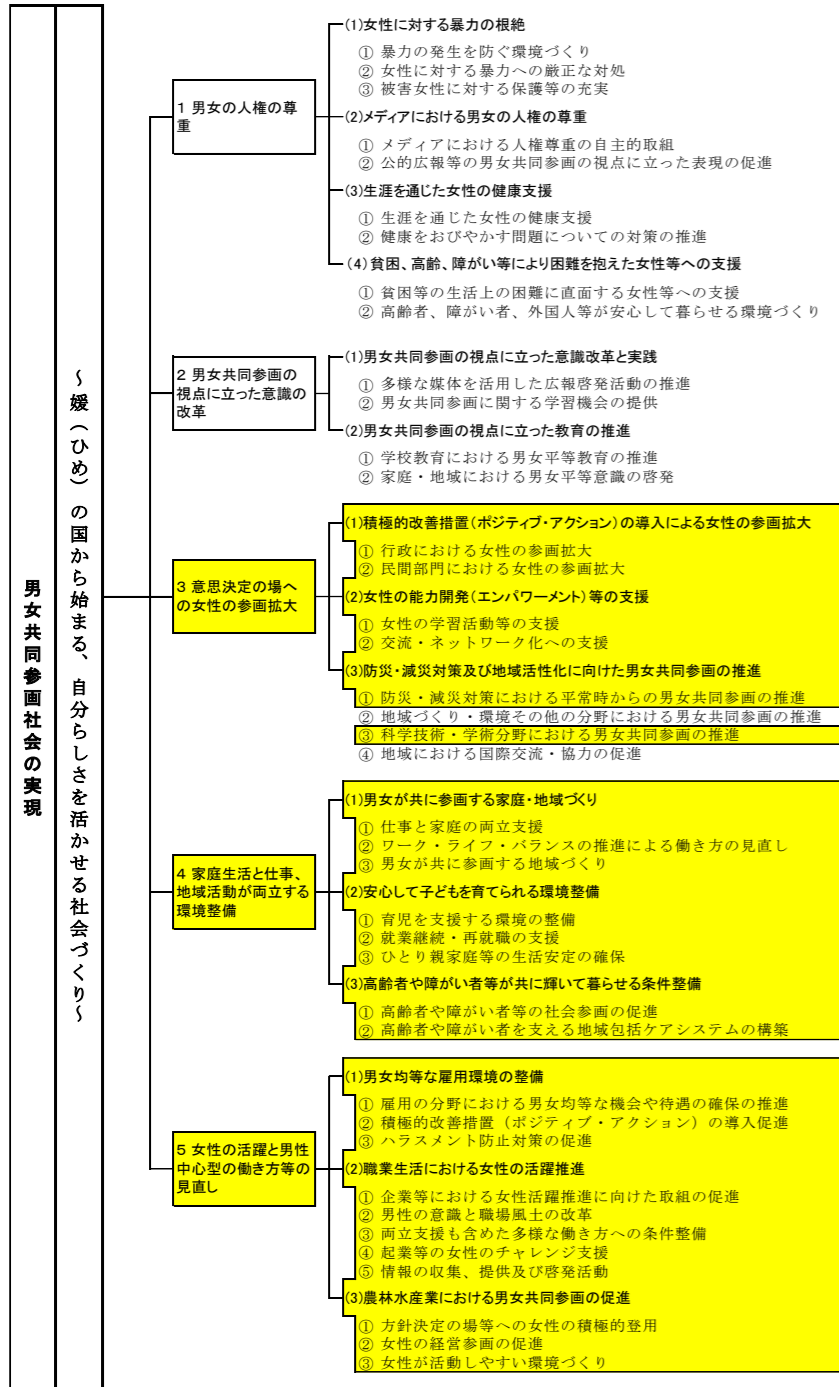 男女共同参画社会の実現
～媛（ひめ）の国から始まる、自分らしさを活かせる社会づくり～
1 男女の人権の尊
重
(1)女性に対する暴力の根絶
① 暴力の発生を防ぐ環境づくり
② 女性に対する暴力への厳正な対処
③ 被害女性に対する保護等の充実
(2)メディアにおける男女の人権の尊重
① メディアにおける人権尊重の自主的取組
② 公的広報等の男女共同参画の視点に立った表現の促進
(3)生涯を通じた女性の健康支援
① 生涯を通じた女性の健康支援
② 健康をおびやかす問題についての対策の推進
(4)貧困、高齢、障がい等により困難を抱えた女性等への支援
① 貧困等の生活上の困難に直面する女性等への支援
② 高齢者、障がい者、外国人等が安心して暮らせる環境づくり
2 男女共同参画の
視点に立った意識の
改革
(1)男女共同参画の視点に立った意識改革と実践
① 多様な媒体を活用した広報啓発活動の推進
② 男女共同参画に関する学習機会の提供
(2)男女共同参画の視点に立った教育の推進
① 学校教育における男女平等教育の推進
② 家庭・地域における男女平等意識の啓発
3 意思決定の場へ
の女性の参画拡大
(1)積極的改善措置(ポジティブ・アクション)の導入による女性の参画拡大
① 行政における女性の参画拡大
② 民間部門における女性の参画拡大
(2)女性の能力開発(エンパワーメント)等の支援
① 女性の学習活動等の支援
② 交流・ネットワーク化への支援
(3)防災・減災対策及び地域活性化に向けた男女共同参画の推進
① 防災・減災対策における平常時からの男女共同参画の推進
② 地域づくり・環境その他の分野における男女共同参画の推進
③ 科学技術・学術分野における男女共同参画の推進
④ 地域における国際交流・協力の促進
4 家庭生活と仕事、
地域活動が両立する
環境整備
(1)男女が共に参画する家庭・地域づくり
① 仕事と家庭の両立支援
② ワーク・ライフ・バランスの推進による働き方の見直し
③ 男女が共に参画する地域づくり
(2)安心して子どもを育てられる環境整備
① 育児を支援する環境の整備
② 就業継続・再就職の支援
③ ひとり親家庭等の生活安定の確保
(3)高齢者や障がい者等が共に輝いて暮らせる条件整備
① 高齢者や障がい者等の社会参画の促進
② 高齢者や障がい者を支える地域包括ケアシステムの構築
5 女性の活躍と男性
中心型の働き方等の
見直し
(1)男女均等な雇用環境の整備
① 雇用の分野における男女均等な機会や待遇の確保の推進
② 積極的改善措置（ポジティブ・アクション）の導入促進
③ ハラスメント防止対策の促進
(2)職業生活における女性の活躍推進
① 企業等における女性活躍推進に向けた取組の促進
② 男性の意識と職場風土の改革
③ 両立支援も含めた多様な働き方への条件整備
④ 起業等の女性のチャレンジ支援
⑤ 情報の収集、提供及び啓発活動
(3)農林水産業における男女共同参画の促進
① 方針決定の場等への女性の積極的登用
② 女性の経営参画の促進
③ 女性が活動しやすい環境づくり